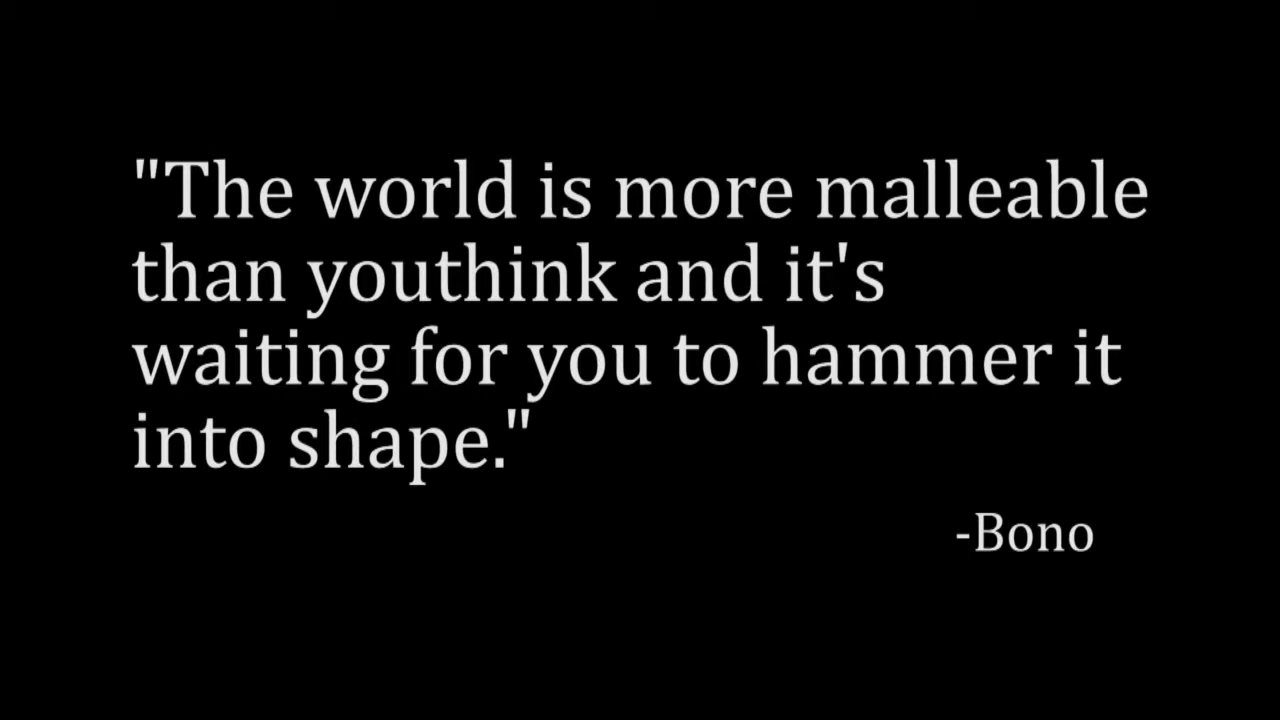 "The world is more malleable
than youthink and it's
waiting for you to hammer it
into shape."
-Bono